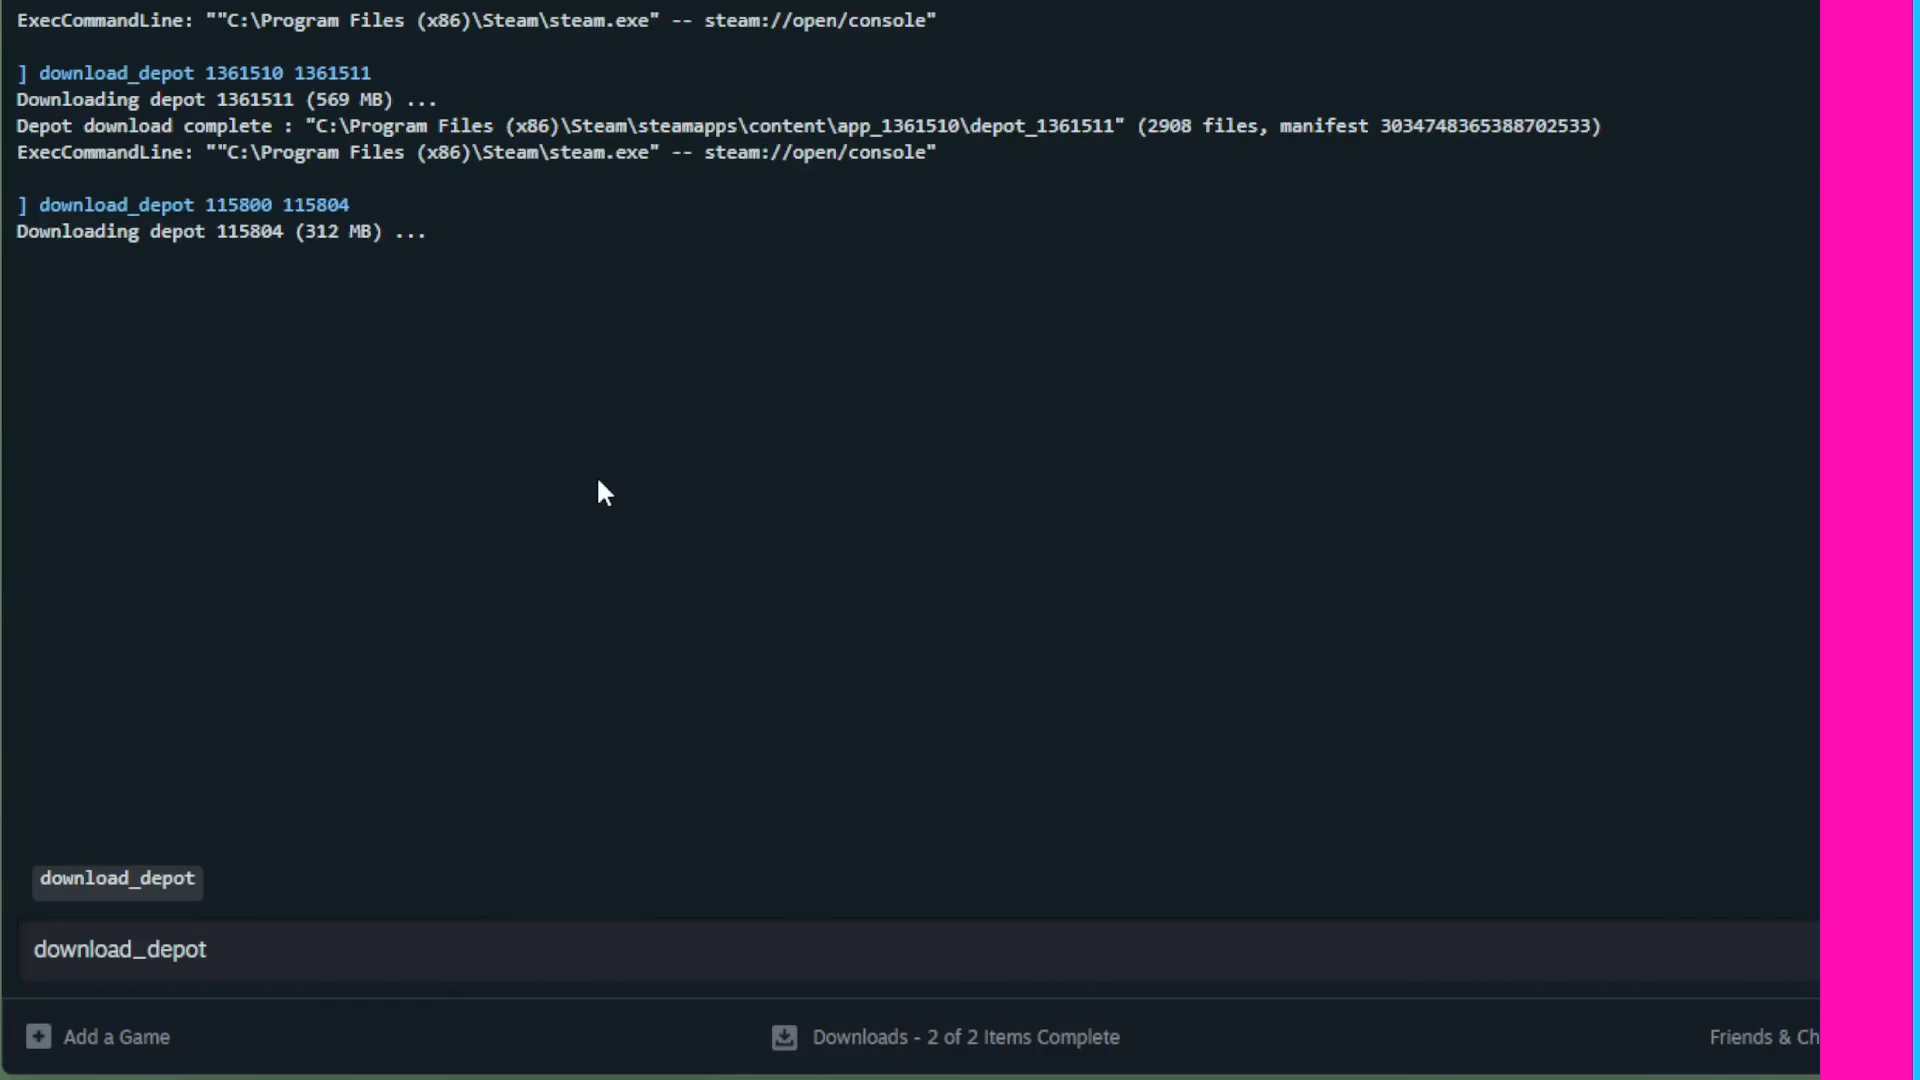 ExecCommandLine: ""C:\Program Files (x86)\Steam\steam.exe" -- steam://open/console"
] download_depot 1361510 1361511
Downloading depot 1361511 (569 MB) ...
Depot download complete : "C:\Program Files (x86)\Steam\steamapps\content\app_1361510\depot_1361511" (2908 files, manifest 3034748365388702533)
ExecCommandLine: ""C:\Program Files (x86)\Steam\steam.exe" -- steam://open/console"
] download_depot 115800 115804
Downloading depot 115804 (312 MB) ...
download_depot
download_depot
Add a Game
Downloads - 2 of 2 Items Complete
Friends & Ch